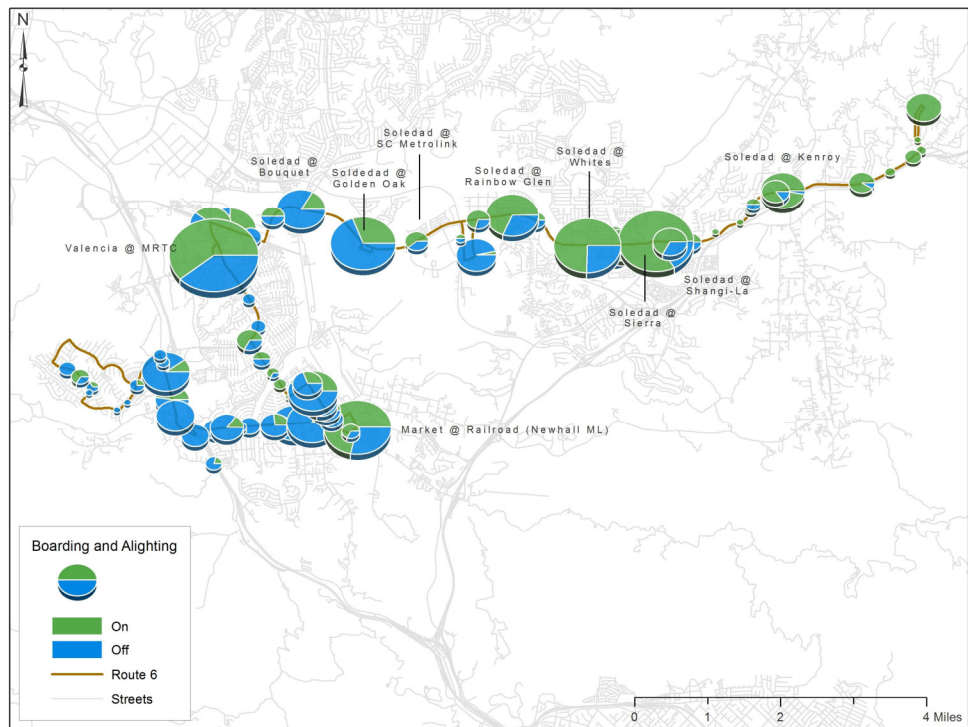 N
Soledad @
SC Metrolink
Soledad @
Bouquet
Soldedad @
Golden Oak
Soledad @
Rainbow Glen
Soledad @
Whites
Soledad @ Kenroy
Valencia @ MRTC
Soledad @
Shangi-La
Soledad @
Sierra
Market @ Railroad (Newhall ML)
Boarding and Alighting
On
Off
Route 6
Streets
0 1 2 4 Miles